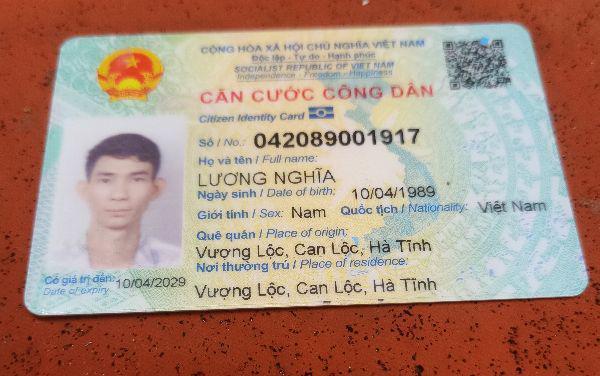 CỘNG HÒA XÃ HỘI CHỦ NGHĨA VIỆT NAM
Độc lập - Tự do - Hạnh phúc
SOCIALIST REPUBLIC OF VIET NAM
Independence - Freedom - Happiness
CĂN CƯỚC CÔNG DÂN
Citizen Identity Card
Số / No.: 042089001917
Họ và tên / Full name:
LƯƠNG NGHĨA
Ngày sinh / Date of birth: 10/04/1989
Giới tính / Sex: Nam Quốc tịch / Nationality: Việt Nam
Quê quán / Place of origin:
Vượng Lộc, Can Lộc, Hà Tĩnh
Nơi thường trú / Place of residence:
Vượng Lộc, Can Lộc, Hà Tĩnh
Có giá trị đến: 10/04/2029
Date of expiry